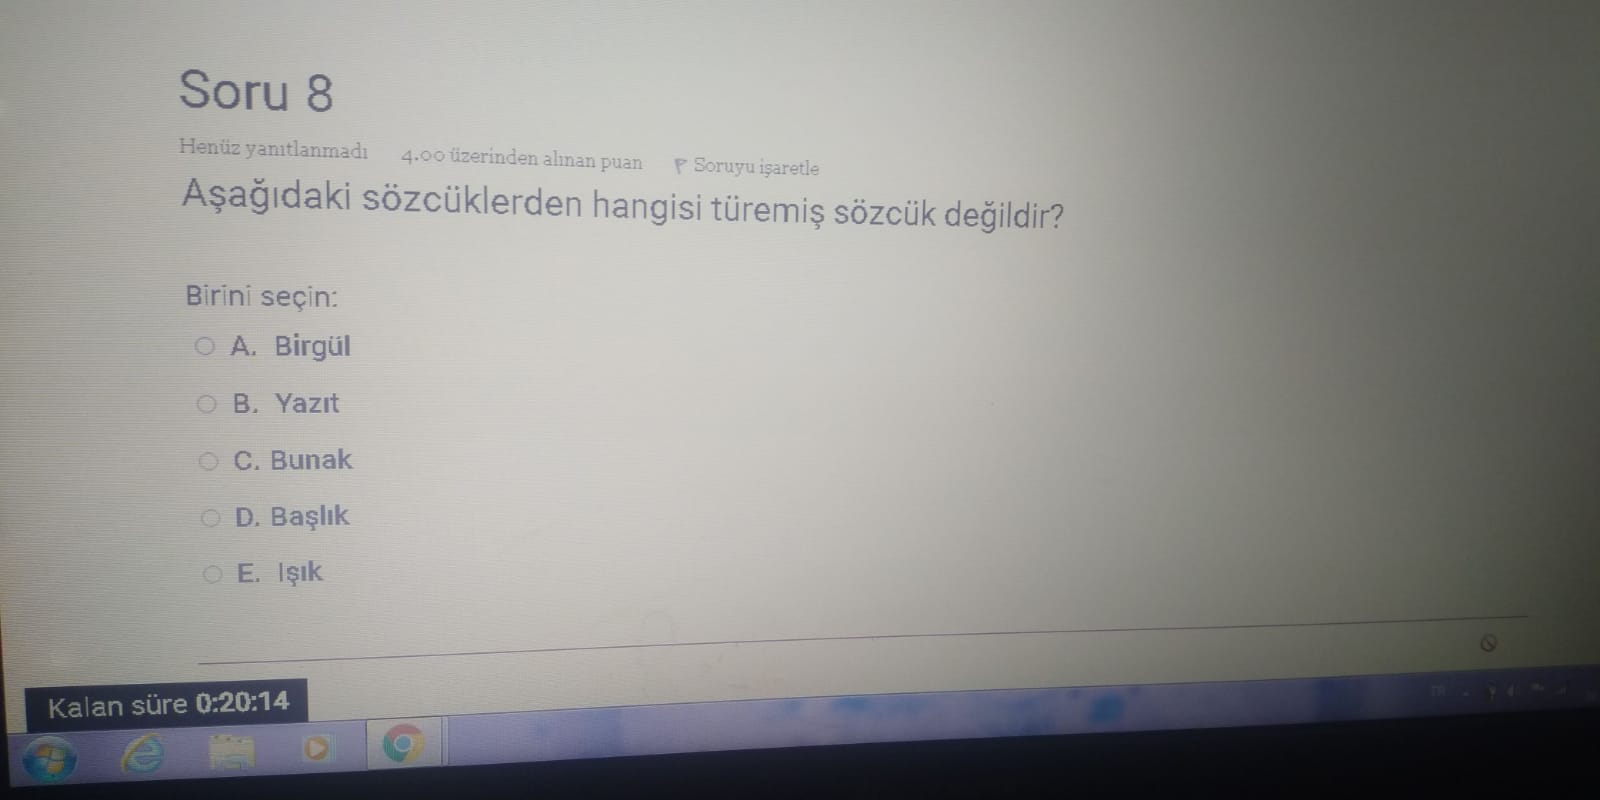 Soru 8
Henüz yanıtlanmadı 4.00 üzerinden alınan puan Soruyu işaretle
Aşağıdaki sözcüklerden hangisi türemiş sözcük değildir?
Birini seçin:
A. Birgül
B. Yazıt
C. Bunak
D. Başlık
E. Işık
Kalan süre 0:20:14